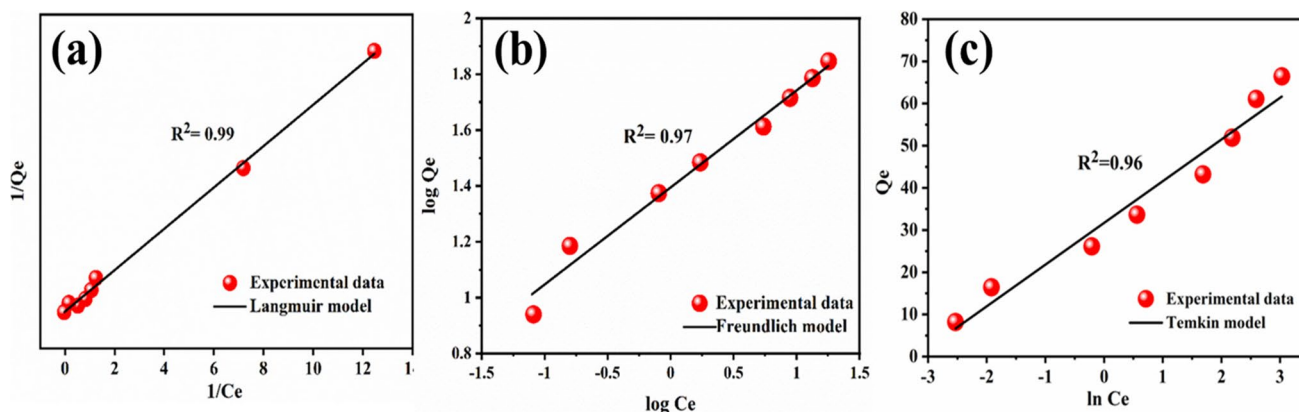 (a)
R²= 0.99
1/Qe
Experimental data
Langmuir model
0 2 4 6 8 10 12 1
1/Ce
(b)
2
1.8
1.6
1.4
1.2
1
0.8
R²= 0.97
log Qe
Experimental data
Freundlich model
-1.5 -1 -0.5 0 0.5 1 1.5
log Ce
(c)
80
70
60
50
40
30
20
10
0
R²=0.96
Qe
Experimental data
Temkin model
-3 -2 -1 0 1 2 3
ln Ce